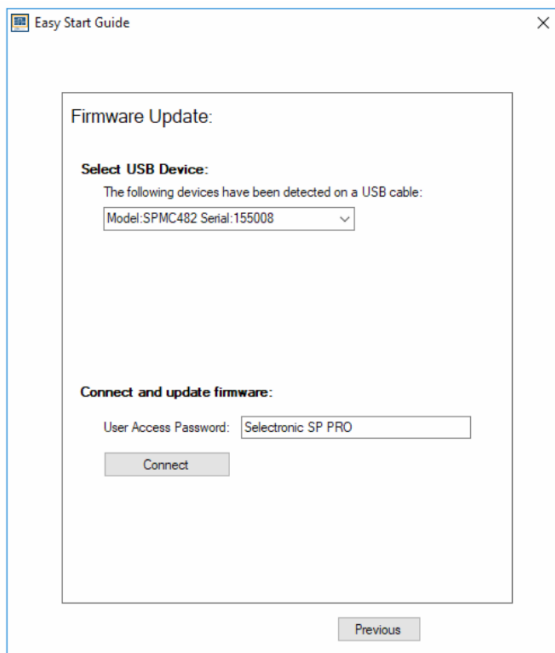 Easy Start Guide
Firmware Update:
Select USB Device:
The following devices have been detected on a USB cable:
Model:SPMC482 Serial:155008
Connect and update firmware:
User Access Password: Selectronic SP PRO
Connect
Previous